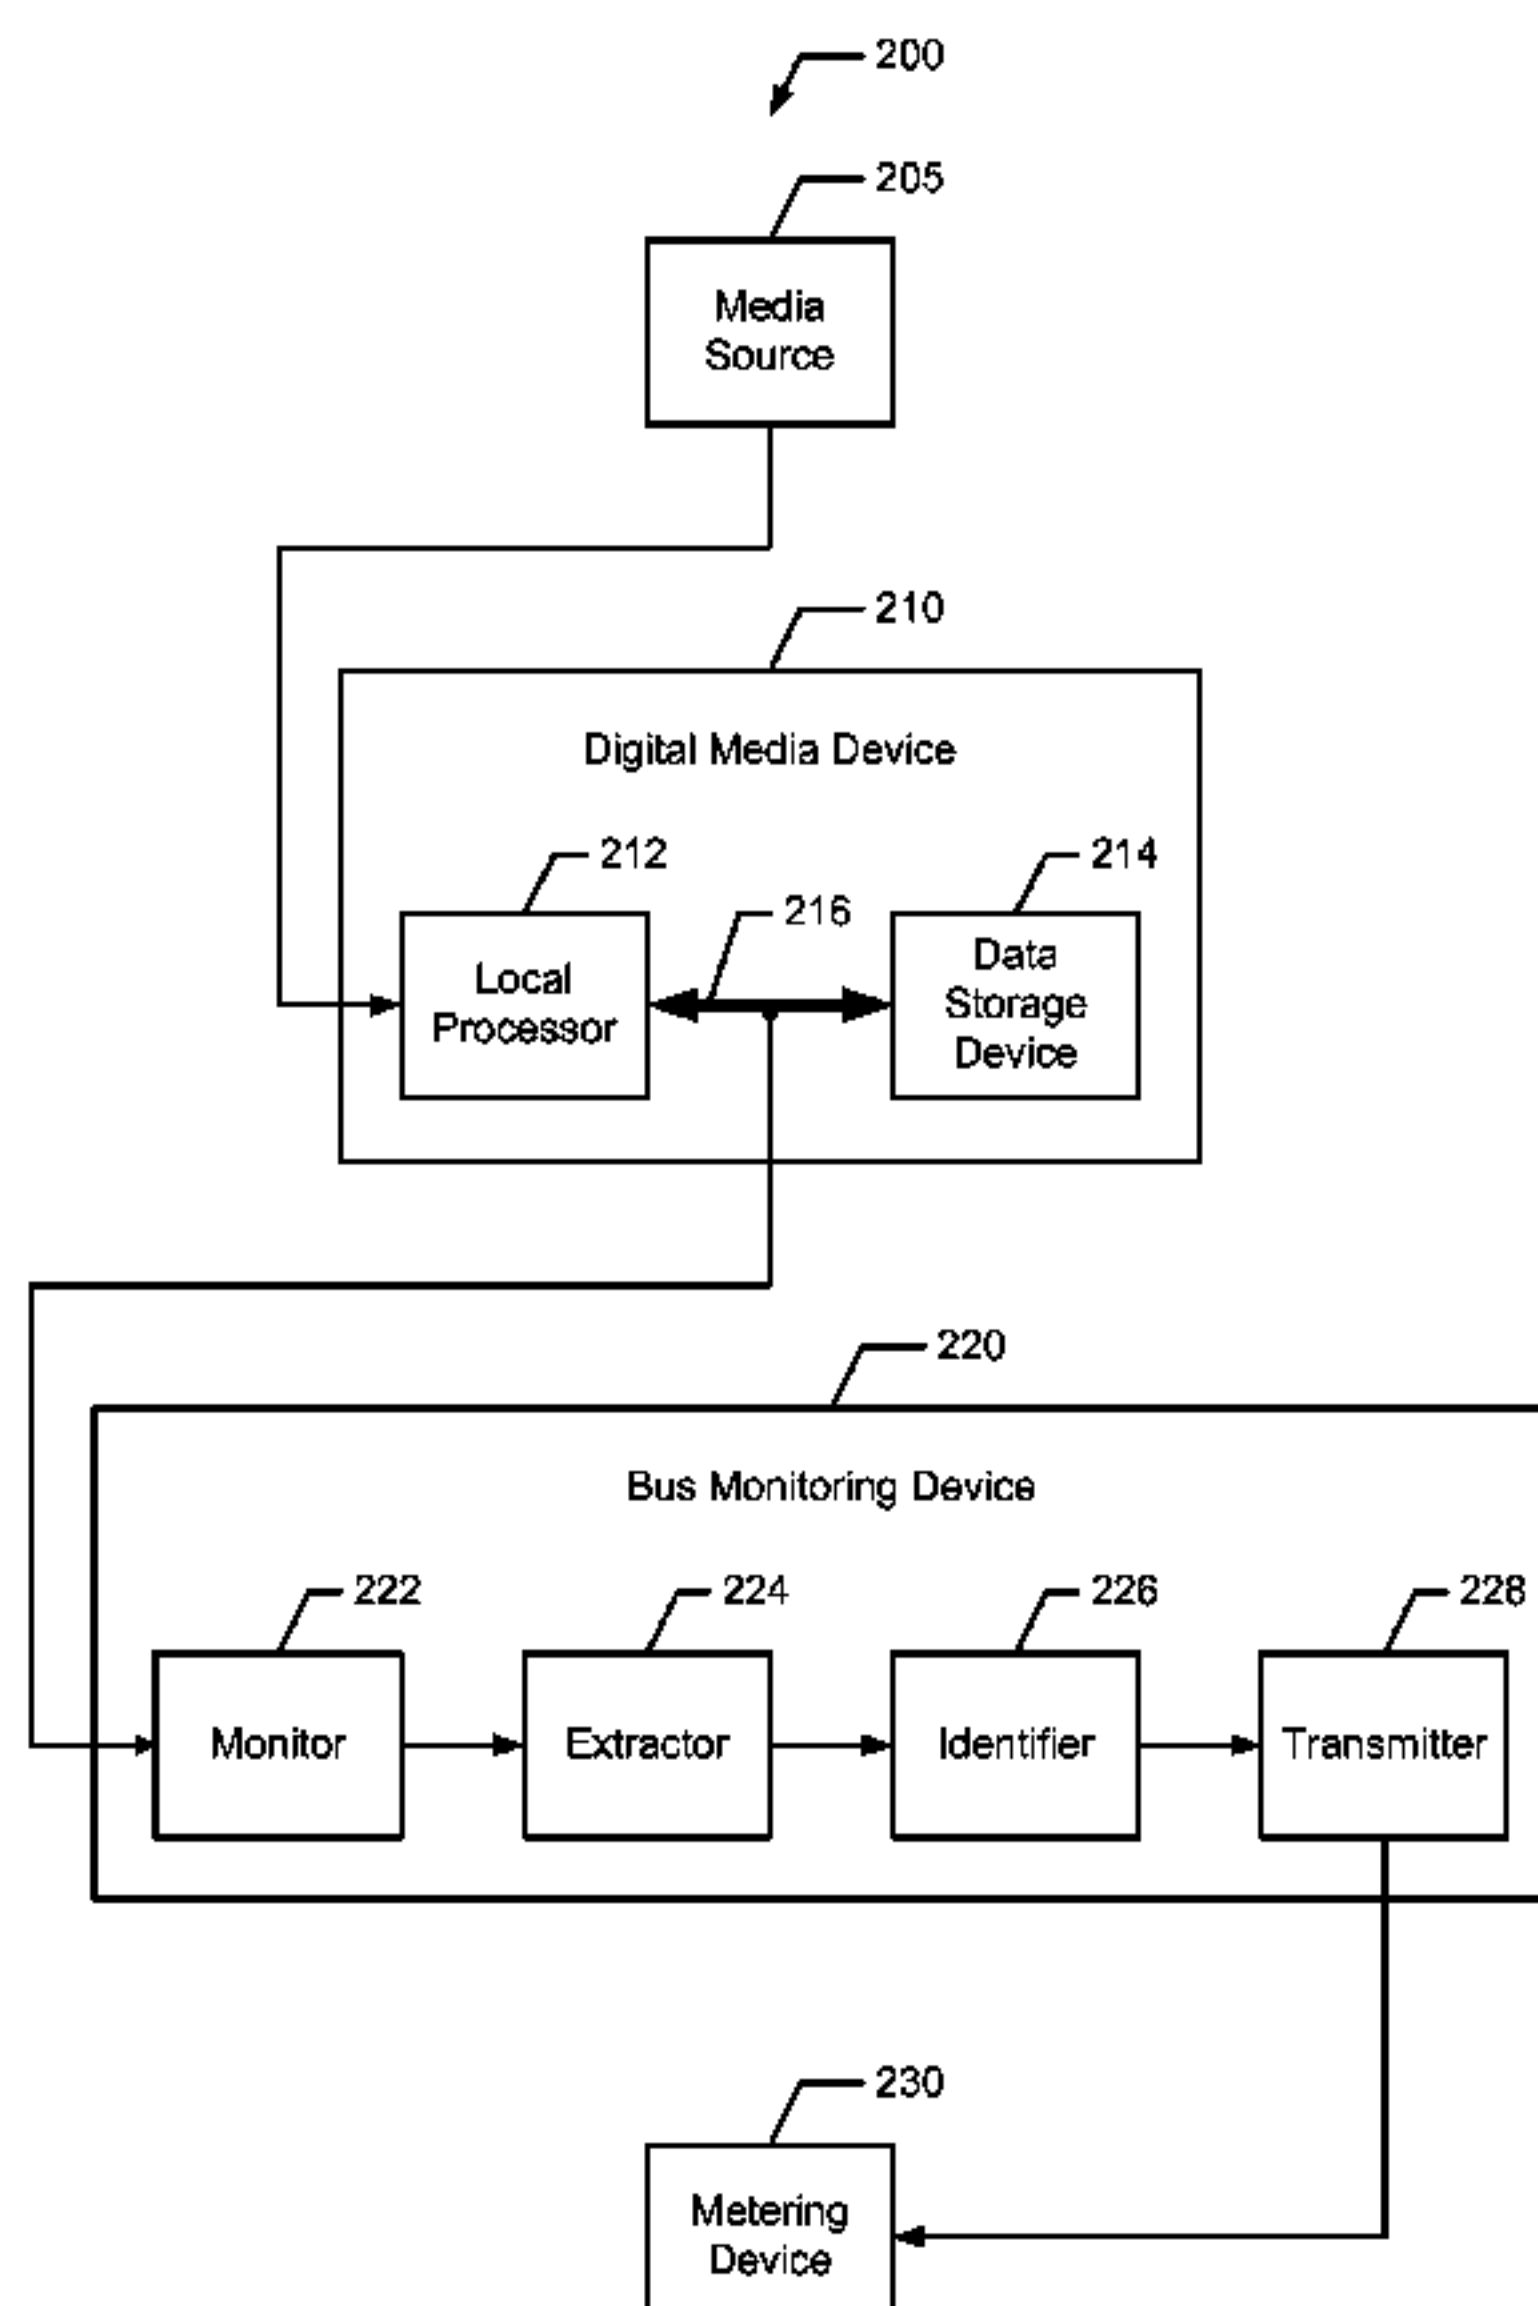 200
205
Media
Source
210
Digital Media Device
212
214
216
Local
Processor
Data
Storage
Device
220
Bus Monitoring Device
222
224
226
228
Monitor
Extractor
Identifier
Transmitter
230
Metering
Device